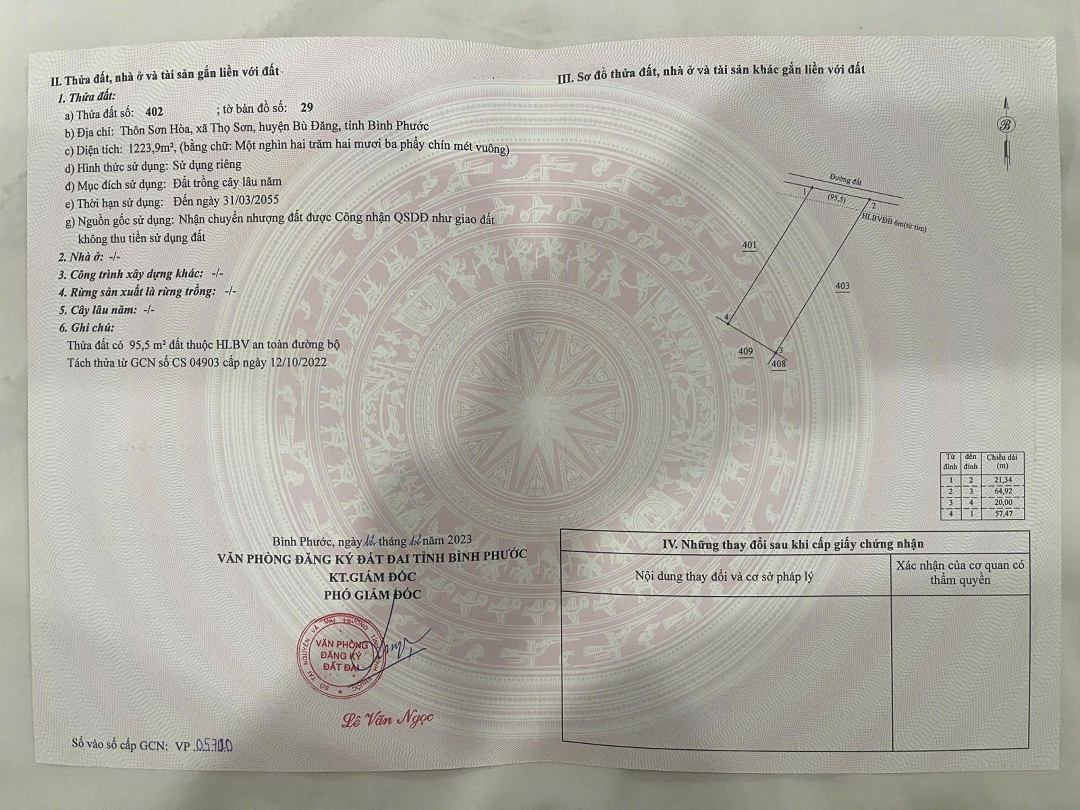 II. Thửa đất, nhà ở và tài sản gắn liền với đất
1. Thửa đất:
a) Thửa đất số: 402 ; tờ bản đồ số: 29
b) Địa chỉ: Thôn Sơn Hòa, xã Thọ Sơn, huyện Bù Đăng, tỉnh Bình Phước
c) Diện tích: 1223,9m², (bằng chữ: Một nghìn hai trăm hai mươi ba phẩy chín mét vuông)
d) Hình thức sử dụng: Sử dụng riêng
đ) Mục đích sử dụng: Đất trồng cây lâu năm
e) Thời hạn sử dụng: Đến ngày 31/03/2055
g) Nguồn gốc sử dụng: Nhận chuyển nhượng đất được Công nhận QSDĐ như giao đất
không thu tiền sử dụng đất
2. Nhà ở: -/-
3. Công trình xây dựng khác: -/-
4. Rừng sản xuất là rừng trồng: -/-
5. Cây lâu năm: -/-
6. Ghi chú:
Thửa đất có 95,5 m² đất thuộc HLBV an toàn đường bộ
Tách thửa từ GCN số CS 04903 cấp ngày 12/10/2022
Bình Phước, ngày 12 tháng 12 năm 2023
VĂN PHÒNG ĐĂNG KÝ ĐẤT ĐAI TỈNH BÌNH PHƯỚC
KT.GIÁM ĐỐC
PHÓ GIÁM ĐỐC
VĂN PHÒNG
ĐĂNG KÝ
ĐẤT ĐAI
Lê Văn Ngọc
Số vào sổ cấp GCN: VP
III. Sơ đồ thửa đất, nhà ở và tài sản khác gắn liền với đất
B
Đường đất
1 (95,5) 2
HLBVĐB 6m(từ tim)
401
403
4
409
3
408
Từ đỉnh đến đỉnh Chiều dài (m)
1 2 21,34
2 3 64,92
3 4 20,00
4 1 57,47
IV. Những thay đổi sau khi cấp giấy chứng nhận
Nội dung thay đổi và cơ sở pháp lý
Xác nhận của cơ quan có
thẩm quyền